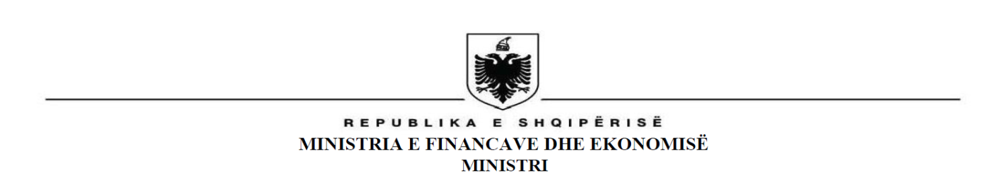 REPUBLIKA E SHQIPËRISË
MINISTRIA E FINANCAVE DHE EKONOMISË
MINISTRI